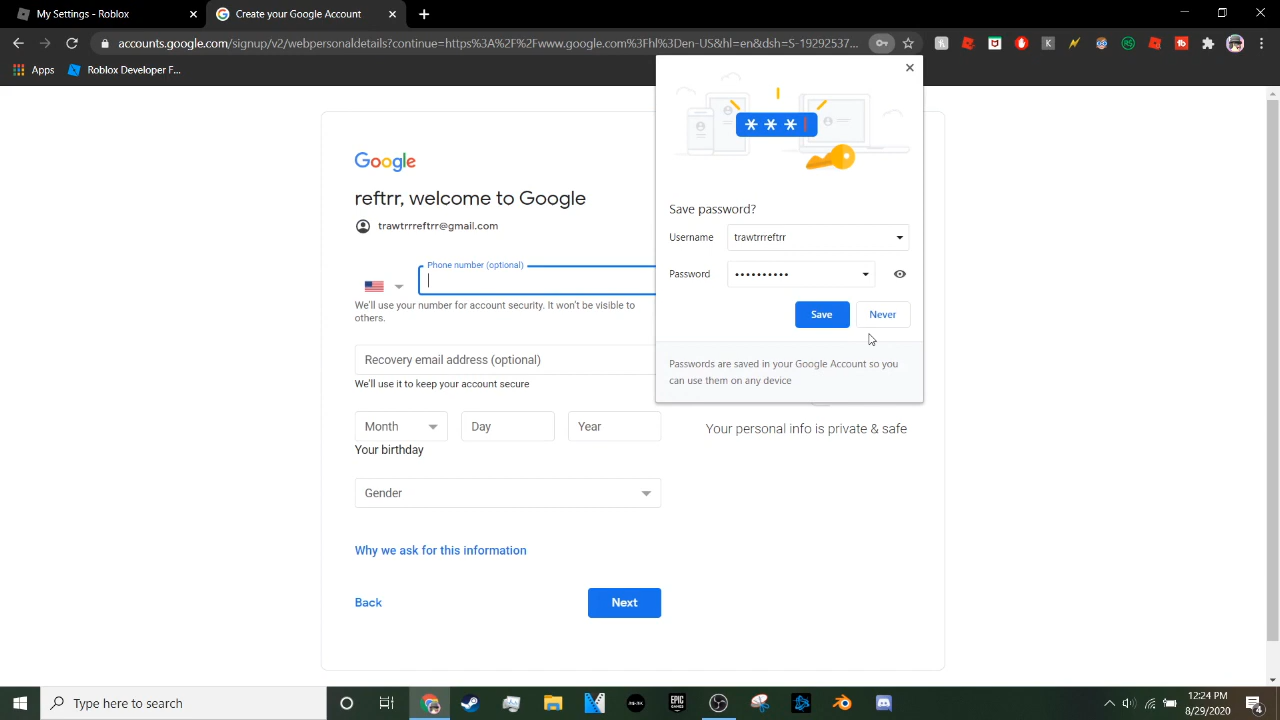 My Settings - Roblox
Create your Google Account
accounts.google.com/signup/v2/webpersonaldetails?continue=https%3A%2F%2Fwww.google.com%3Fhl%3Den-US&hl=en&dsh=S-19292537...
Apps
Roblox Developer F...
Google
reftrr, welcome to Google
trawtrrreftrr@gmail.com
Phone number (optional)
We'll use your number for account security. It won't be visible to
others.
Recovery email address (optional)
We'll use it to keep your account secure
Month
Day
Year
Your birthday
Gender
Why we ask for this information
Back
Next
Save password?
Username
trawtrrreftrr
Password
••••••••••
Save
Never
Passwords are saved in your Google Account so you
can use them on any device
Your personal info is private & safe
Type here to search
EPIC
GAMES
12:24 PM
8/29/2020